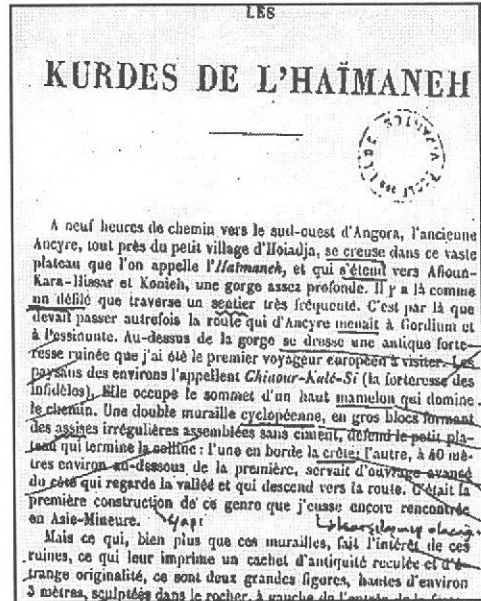 LES
KURDES DE L'HAÏMANEH
A neuf heures de chemin vers le sud-ouest d'Angora, l'ancienne
Ancyre, tout près du petit village d'Hoiadja, se creuse dans ce vaste
plateau que l'on appelle l'Haïmaneh, et qui s'étend vers Afioun-
Kara-Hissar et Konieh, une gorge assez profonde. Il y a là comme
un défilé que traverse un sentier très fréquenté. C'est par là que
devait passer autrefois la route qui d'Ancyre menait à Gordium et
à Pessinunte. Au-dessus de la gorge se dresse une antique forte-
resse ruinée que j'ai été le premier voyageur européen à visiter. Les
paysans des environs l'appellent Ghiaour-Kalé-Si (la forteresse des
Infidèles). Elle occupe le sommet d'un haut mamelon qui domine
le chemin. Une double muraille cyclopéenne, en gros blocs formant
des assises irrégulières assemblées sans ciment, défend le petit pla-
teau qui termine la colline : l'une en borde la crête; l'autre, à 40 mè-
tres environ au-dessous de la première, servait d'ouvrage avancé
du côté qui regarde la vallée et qui descend vers la route. C'était la
première construction de ce genre que j'eusse encore rencontrée
en Asie-Mineure. yapı
Mais ce qui, bien plus que ces murailles, fait l'intérêt de ces
ruines, ce qui leur imprime un cachet d'antiquité reculée et d'é-
trange originalité, ce sont deux grandes figures, hautes d'environ
3 mètres, sculptées dans le rocher, à gauche de l'entrée de la